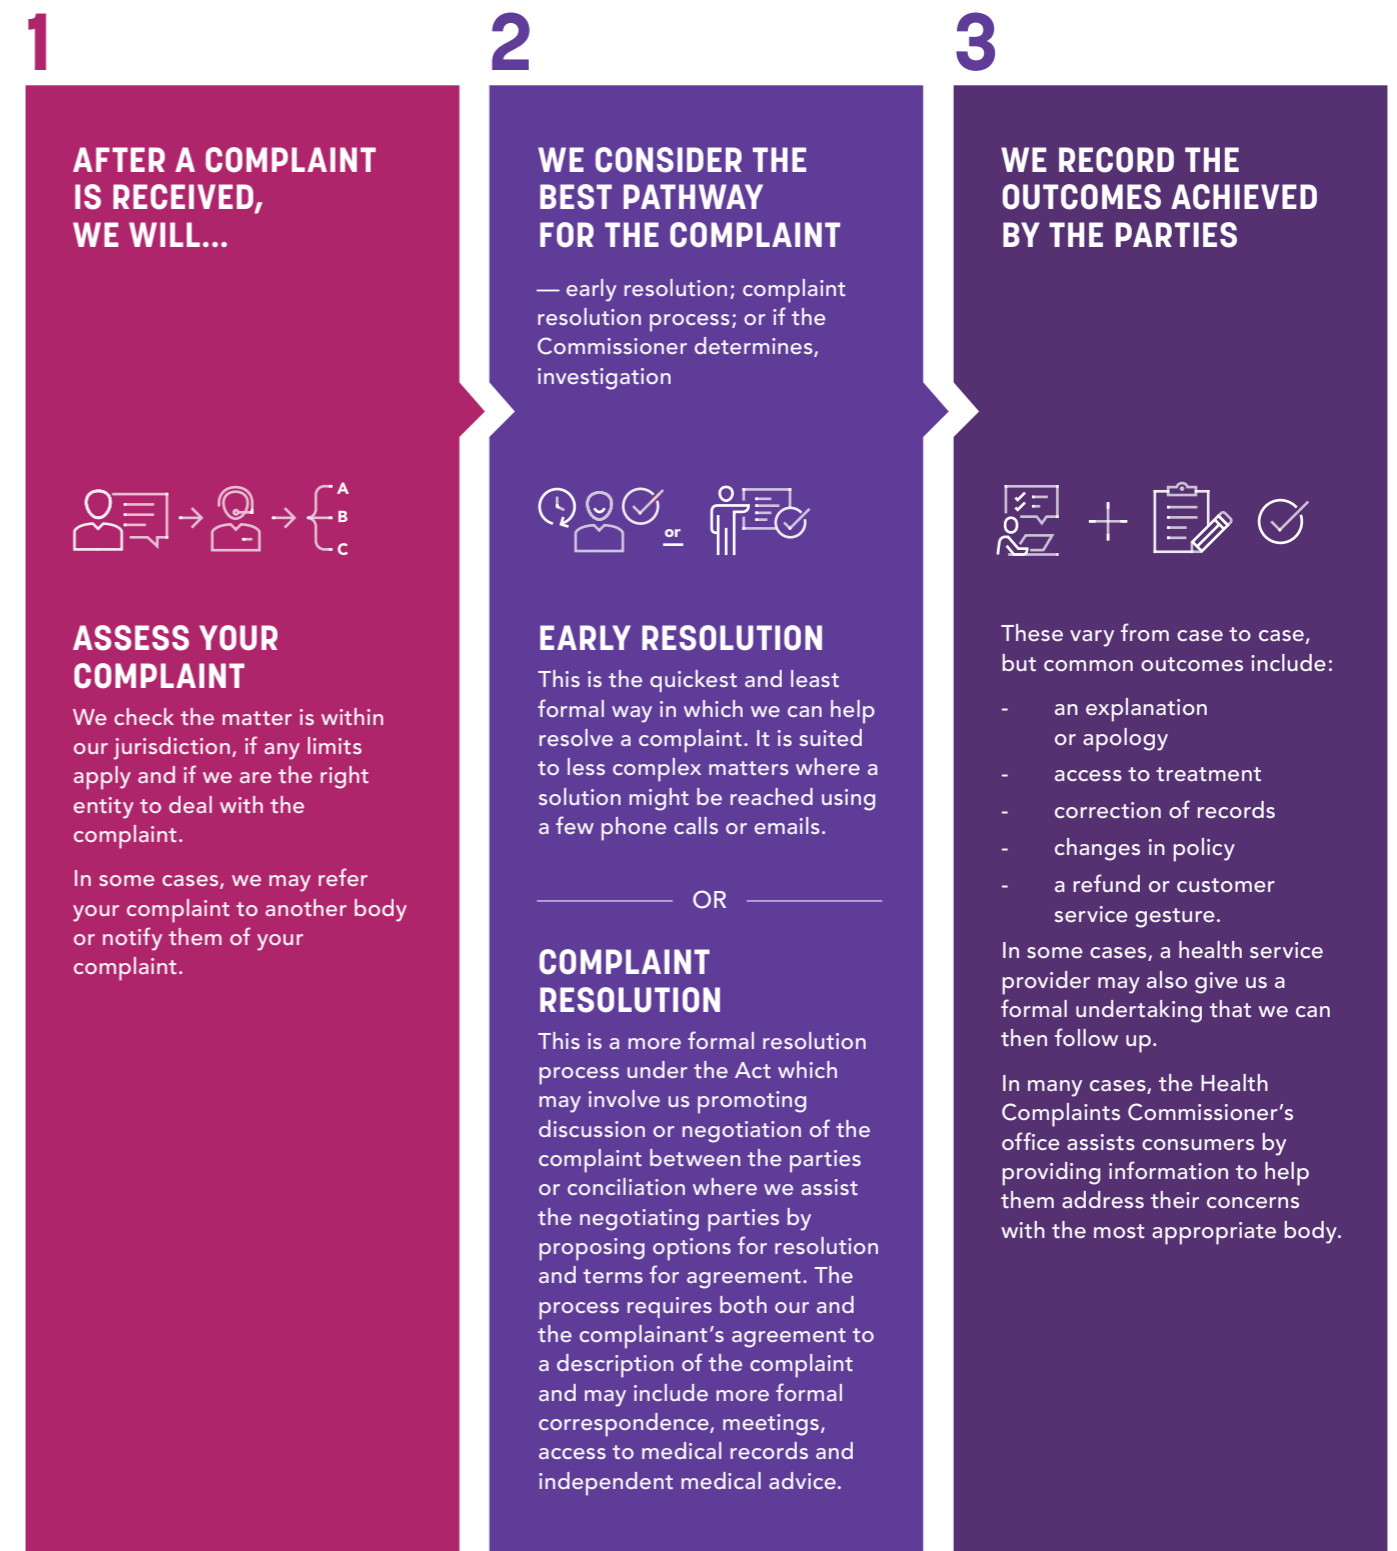 1
AFTER A COMPLAINT
IS RECEIVED,
WE WILL...
A
B
C
ASSESS YOUR
COMPLAINT
We check the matter is within
our jurisdiction, if any limits
apply and if we are the right
entity to deal with the
complaint.
In some cases, we may refer
your complaint to another body
or notify them of your
complaint.
2
WE CONSIDER THE
BEST PATHWAY
FOR THE COMPLAINT
— early resolution; complaint
resolution process; or if the
Commissioner determines,
investigation
or
EARLY RESOLUTION
This is the quickest and least
formal way in which we can help
resolve a complaint. It is suited
to less complex matters where a
solution might be reached using
a few phone calls or emails.
OR
COMPLAINT
RESOLUTION
This is a more formal resolution
process under the Act which
may involve us promoting
discussion or negotiation of the
complaint between the parties
or conciliation where we assist
the negotiating parties by
proposing options for resolution
and terms for agreement. The
process requires both our and
the complainant’s agreement to
a description of the complaint
and may include more formal
correspondence, meetings,
access to medical records and
independent medical advice.
3
WE RECORD THE
OUTCOMES ACHIEVED
BY THE PARTIES
These vary from case to case,
but common outcomes include:
- an explanation
or apology
- access to treatment
- correction of records
- changes in policy
- a refund or customer
service gesture.
In some cases, a health service
provider may also give us a
formal undertaking that we can
then follow up.
In many cases, the Health
Complaints Commissioner’s
office assists consumers by
providing information to help
them address their concerns
with the most appropriate body.